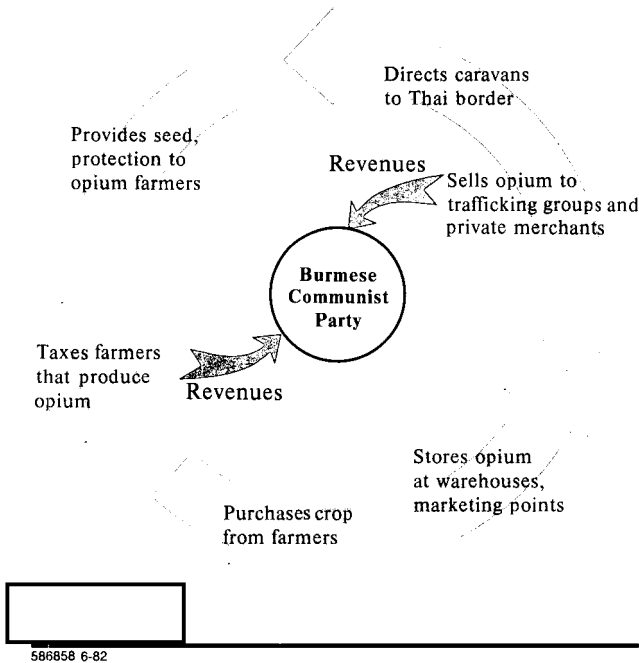 Directs caravans
to Thai border
Provides seed,
protection to
opium farmers
Revenues
Sells opium to
trafficking groups and
private merchants
Burmese
Communist
Party
Taxes farmers
that produce
opium
Revenues
Stores opium
at warehouses,
marketing points
Purchases crop
from farmers
586858 6-82